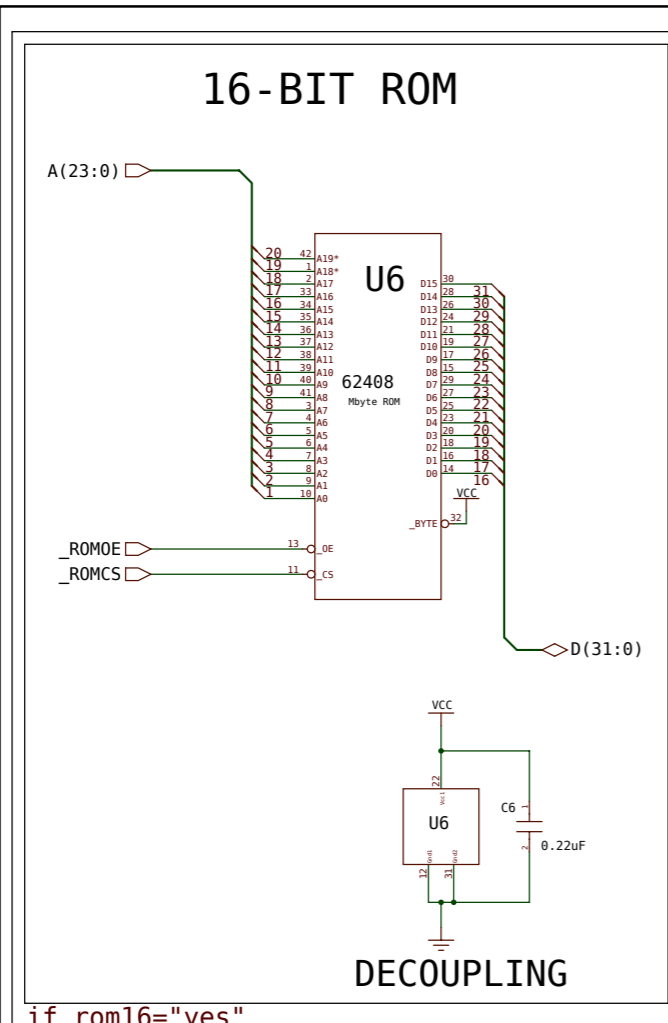 16-BIT ROM
A(23:0)
U6
20 42 A19*
19 1 A18*
18 2 A17 D15 30
17 33 A16 D14 28 31
16 34 A15 D13 26 30
15 35 A14 D12 24 29
14 36 A13 D11 21 28
13 37 A12 D10 19 27
12 38 A11 D9 17 26
11 39 A10 D8 15 25
10 40 A9 62408 D7 29 24
9 41 A8 Mbyte ROM D6 27 23
8 3 A7 D5 25 22
7 4 A6 D4 23 21
6 5 A5 D3 20 20
5 6 A4 D2 18 19
4 7 A3 D1 16 18
3 8 A2 D0 14 17
2 9 A1 16
1 10 A0 VCC
_BYTE 32
_ROMOE 13 _OE
_ROMCS 11 _CS
D(31:0)
VCC
22
Vcc1
C6 1
U6
2 0.22uF
Gnd1 Gnd2
12 31
DECOUPLING
if rom16="yes"